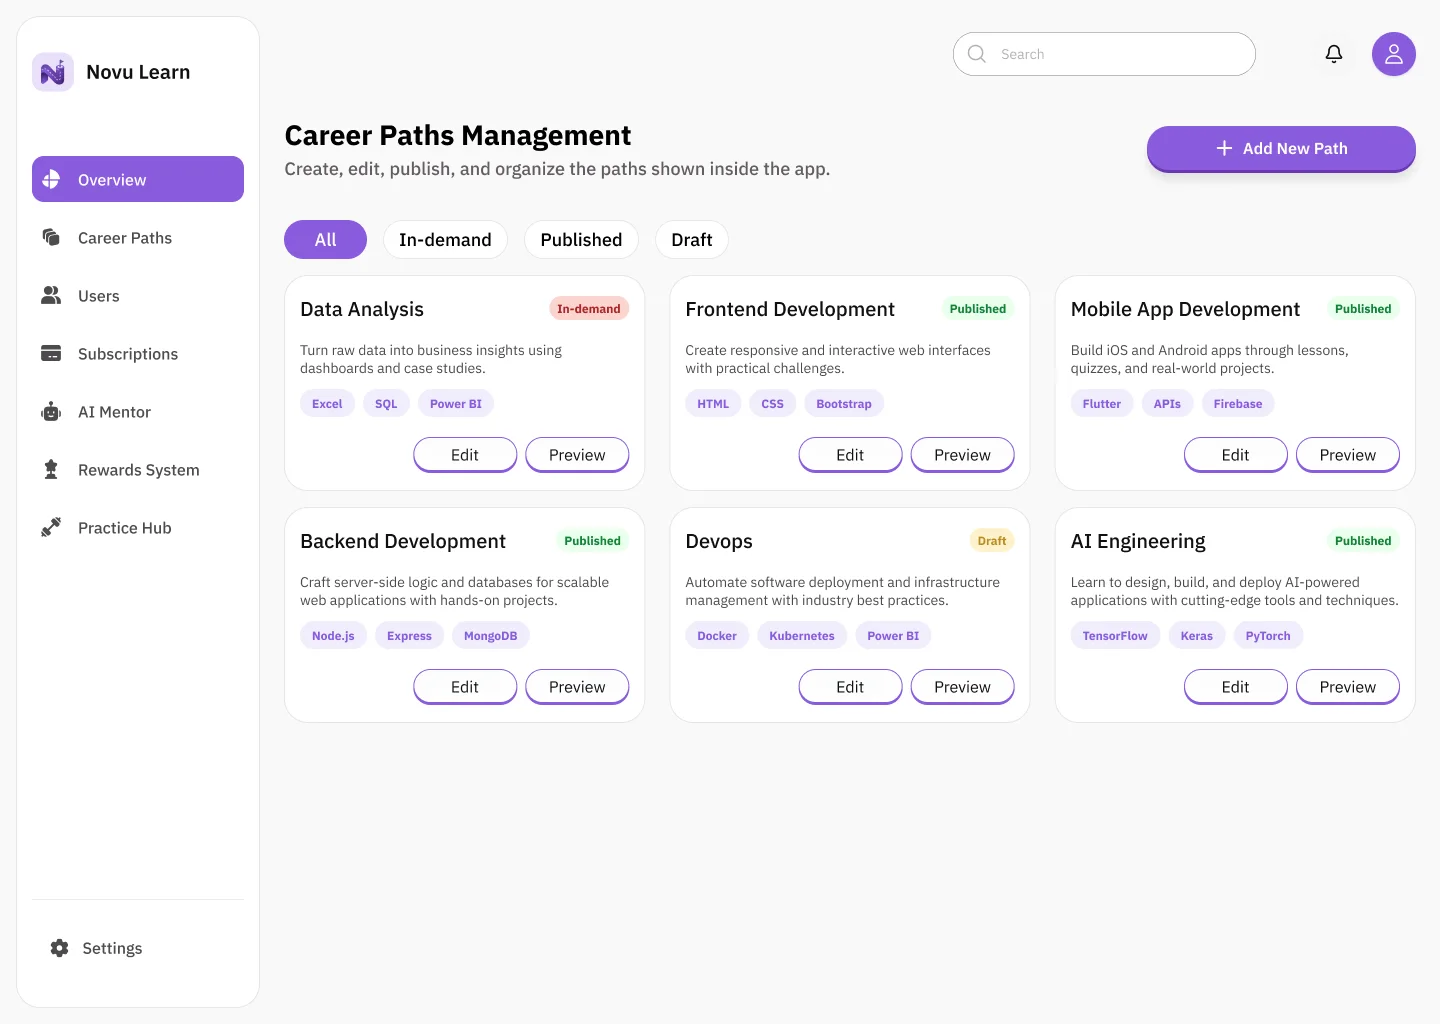 Novu Learn
Search
Overview
Career Paths
Users
Subscriptions
AI Mentor
Rewards System
Practice Hub
Settings
Career Paths Management
Create, edit, publish, and organize the paths shown inside the app.
Add New Path
All
In-demand
Published
Draft
Data Analysis
In-demand
Turn raw data into business insights using
dashboards and case studies.
Excel
SQL
Power BI
Edit
Preview
Frontend Development
Published
Create responsive and interactive web interfaces
with practical challenges.
HTML
CSS
Bootstrap
Edit
Preview
Mobile App Development
Published
Build iOS and Android apps through lessons,
quizzes, and real-world projects.
Flutter
APIs
Firebase
Edit
Preview
Backend Development
Published
Craft server-side logic and databases for scalable
web applications with hands-on projects.
Node.js
Express
MongoDB
Edit
Preview
Devops
Draft
Automate software deployment and infrastructure
management with industry best practices.
Docker
Kubernetes
Power BI
Edit
Preview
AI Engineering
Published
Learn to design, build, and deploy AI-powered
applications with cutting-edge tools and techniques.
TensorFlow
Keras
PyTorch
Edit
Preview